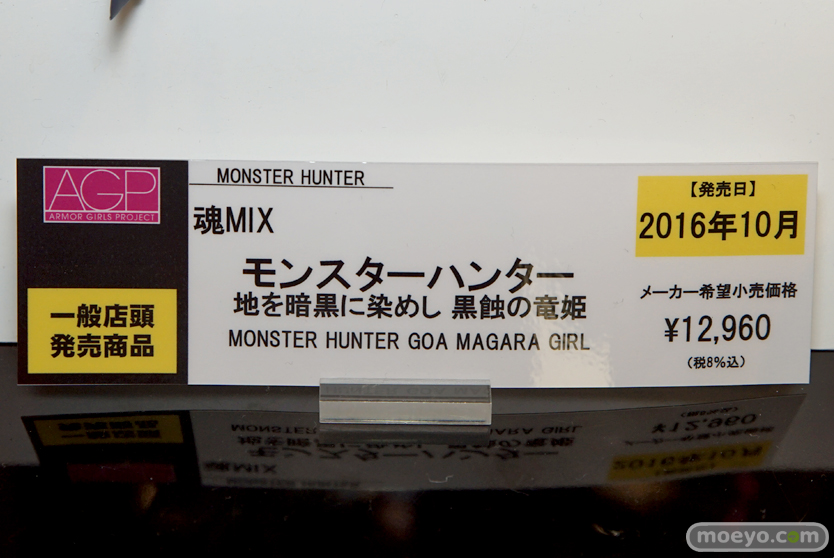 AGP
ARMOR GIRLS PROJECT
一般店頭
発売商品
MONSTER HUNTER
魂MIX
モンスターハンター
地を暗黒に染めし 黒蝕の竜姫
MONSTER HUNTER GOA MAGARA GIRL
【発売日】
2016年10月
メーカー希望小売価格
¥12,960
(税8%込)
moeyo.com